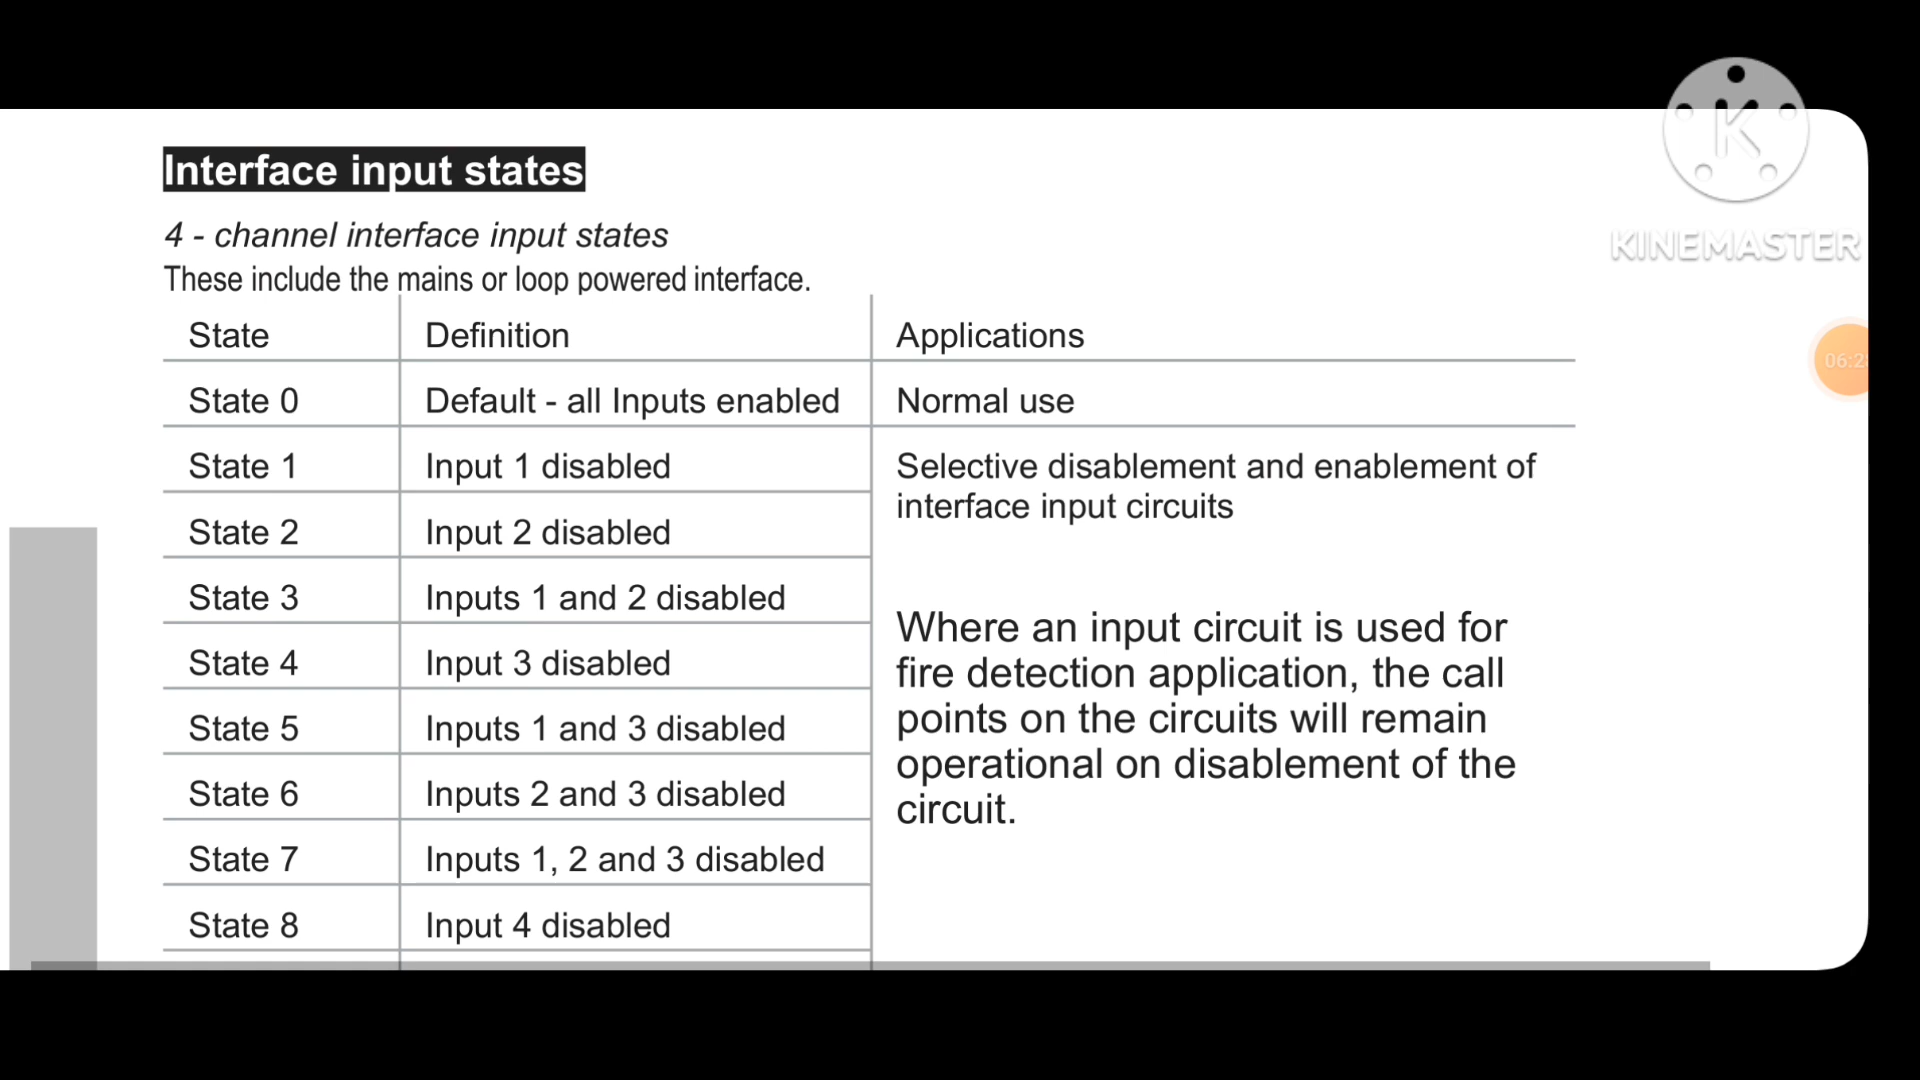 Interface input states
KINEMASTER
4 - channel interface input states
These include the mains or loop powered interface.
State Definition Applications
State 0 Default - all Inputs enabled Normal use
State 1 Input 1 disabled Selective disablement and enablement of
interface input circuits
State 2 Input 2 disabled
State 3 Inputs 1 and 2 disabled
Where an input circuit is used for
fire detection application, the call
points on the circuits will remain
operational on disablement of the
circuit.
State 4 Input 3 disabled
State 5 Inputs 1 and 3 disabled
State 6 Inputs 2 and 3 disabled
State 7 Inputs 1, 2 and 3 disabled
State 8 Input 4 disabled